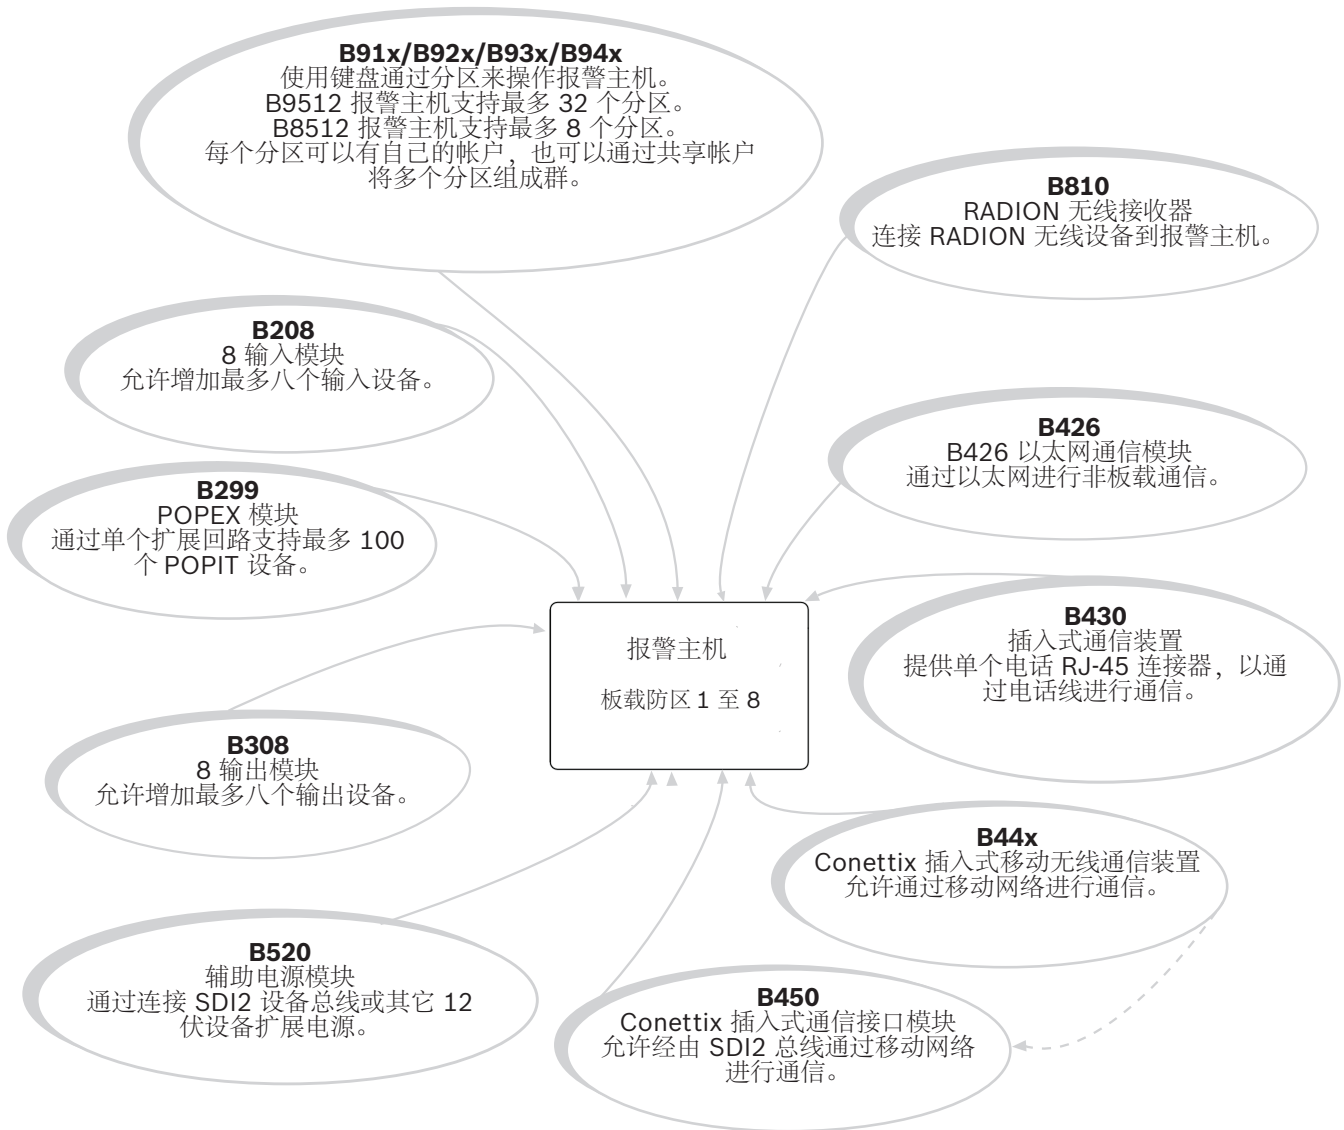 B91x/B92x/B93x/B94x
使用键盘通过分区来操作报警主机。
B9512 报警主机支持最多 32 个分区。
B8512 报警主机支持最多 8 个分区。
每个分区可以有自己的帐户，也可以通过共享帐户
将多个分区组成群。
B810
RADION 无线接收器
连接 RADION 无线设备到报警主机。
B208
8 输入模块
允许增加最多八个输入设备。
B426
B426 以太网通信模块
通过以太网进行非板载通信。
B299
POPEX 模块
通过单个扩展回路支持最多 100
个 POPIT 设备。
报警主机
板载防区 1 至 8
B430
插入式通信装置
提供单个电话 RJ-45 连接器，以通
过电话线进行通信。
B308
8 输出模块
允许增加最多八个输出设备。
B44x
Conettix 插入式移动无线通信装置
允许通过移动网络进行通信。
B520
辅助电源模块
通过连接 SDI2 设备总线或其它 12
伏设备扩展电源。
B450
Conettix 插入式通信接口模块
允许经由 SDI2 总线通过移动网络
进行通信。